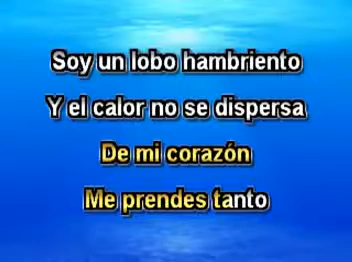 Soy un lobo hambriento
Y el calor no se dispersa
De mi corazón
Me prendes tanto